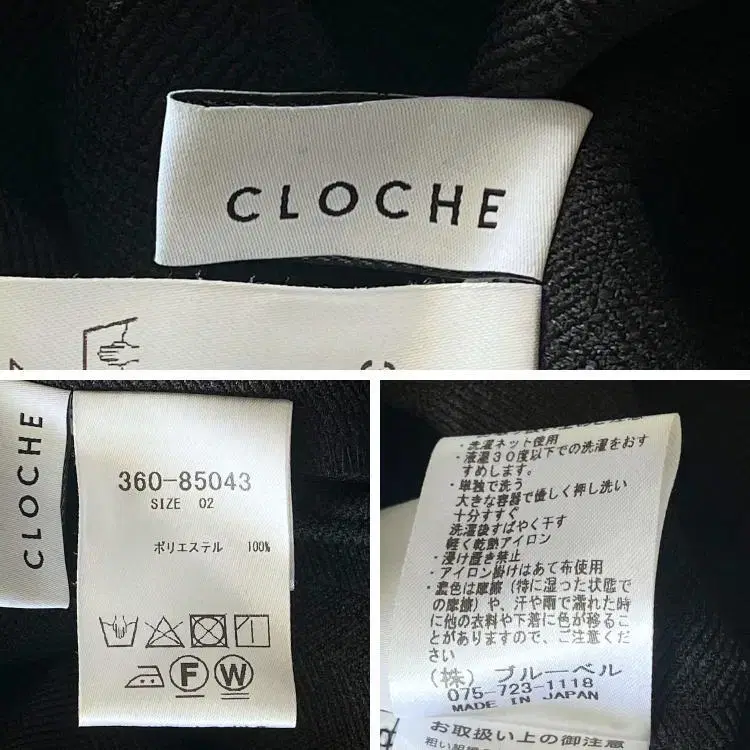 CLOCHE
CLOCHE
360-85043
SIZE 02
ポリエステル 100%
F W
・洗濯ネット使用
・液温30度以下での洗濯をおす
すめします。
・単独で洗う
大きな容器で優しく押し洗い
十分すすぐ
洗濯後すばやく干す
軽く乾熱アイロン
・浸け置き禁止
・アイロン掛けはあて布使用
・濃色は摩擦（特に湿った状態で
の摩擦）や、汗や雨で濡れた時
に他の衣料や下着に色が移るこ
とがありますので、ご注意くだ
さい
（株）ブルーベル
075-723-1118
MADE IN JAPAN
お取扱い上の御注意